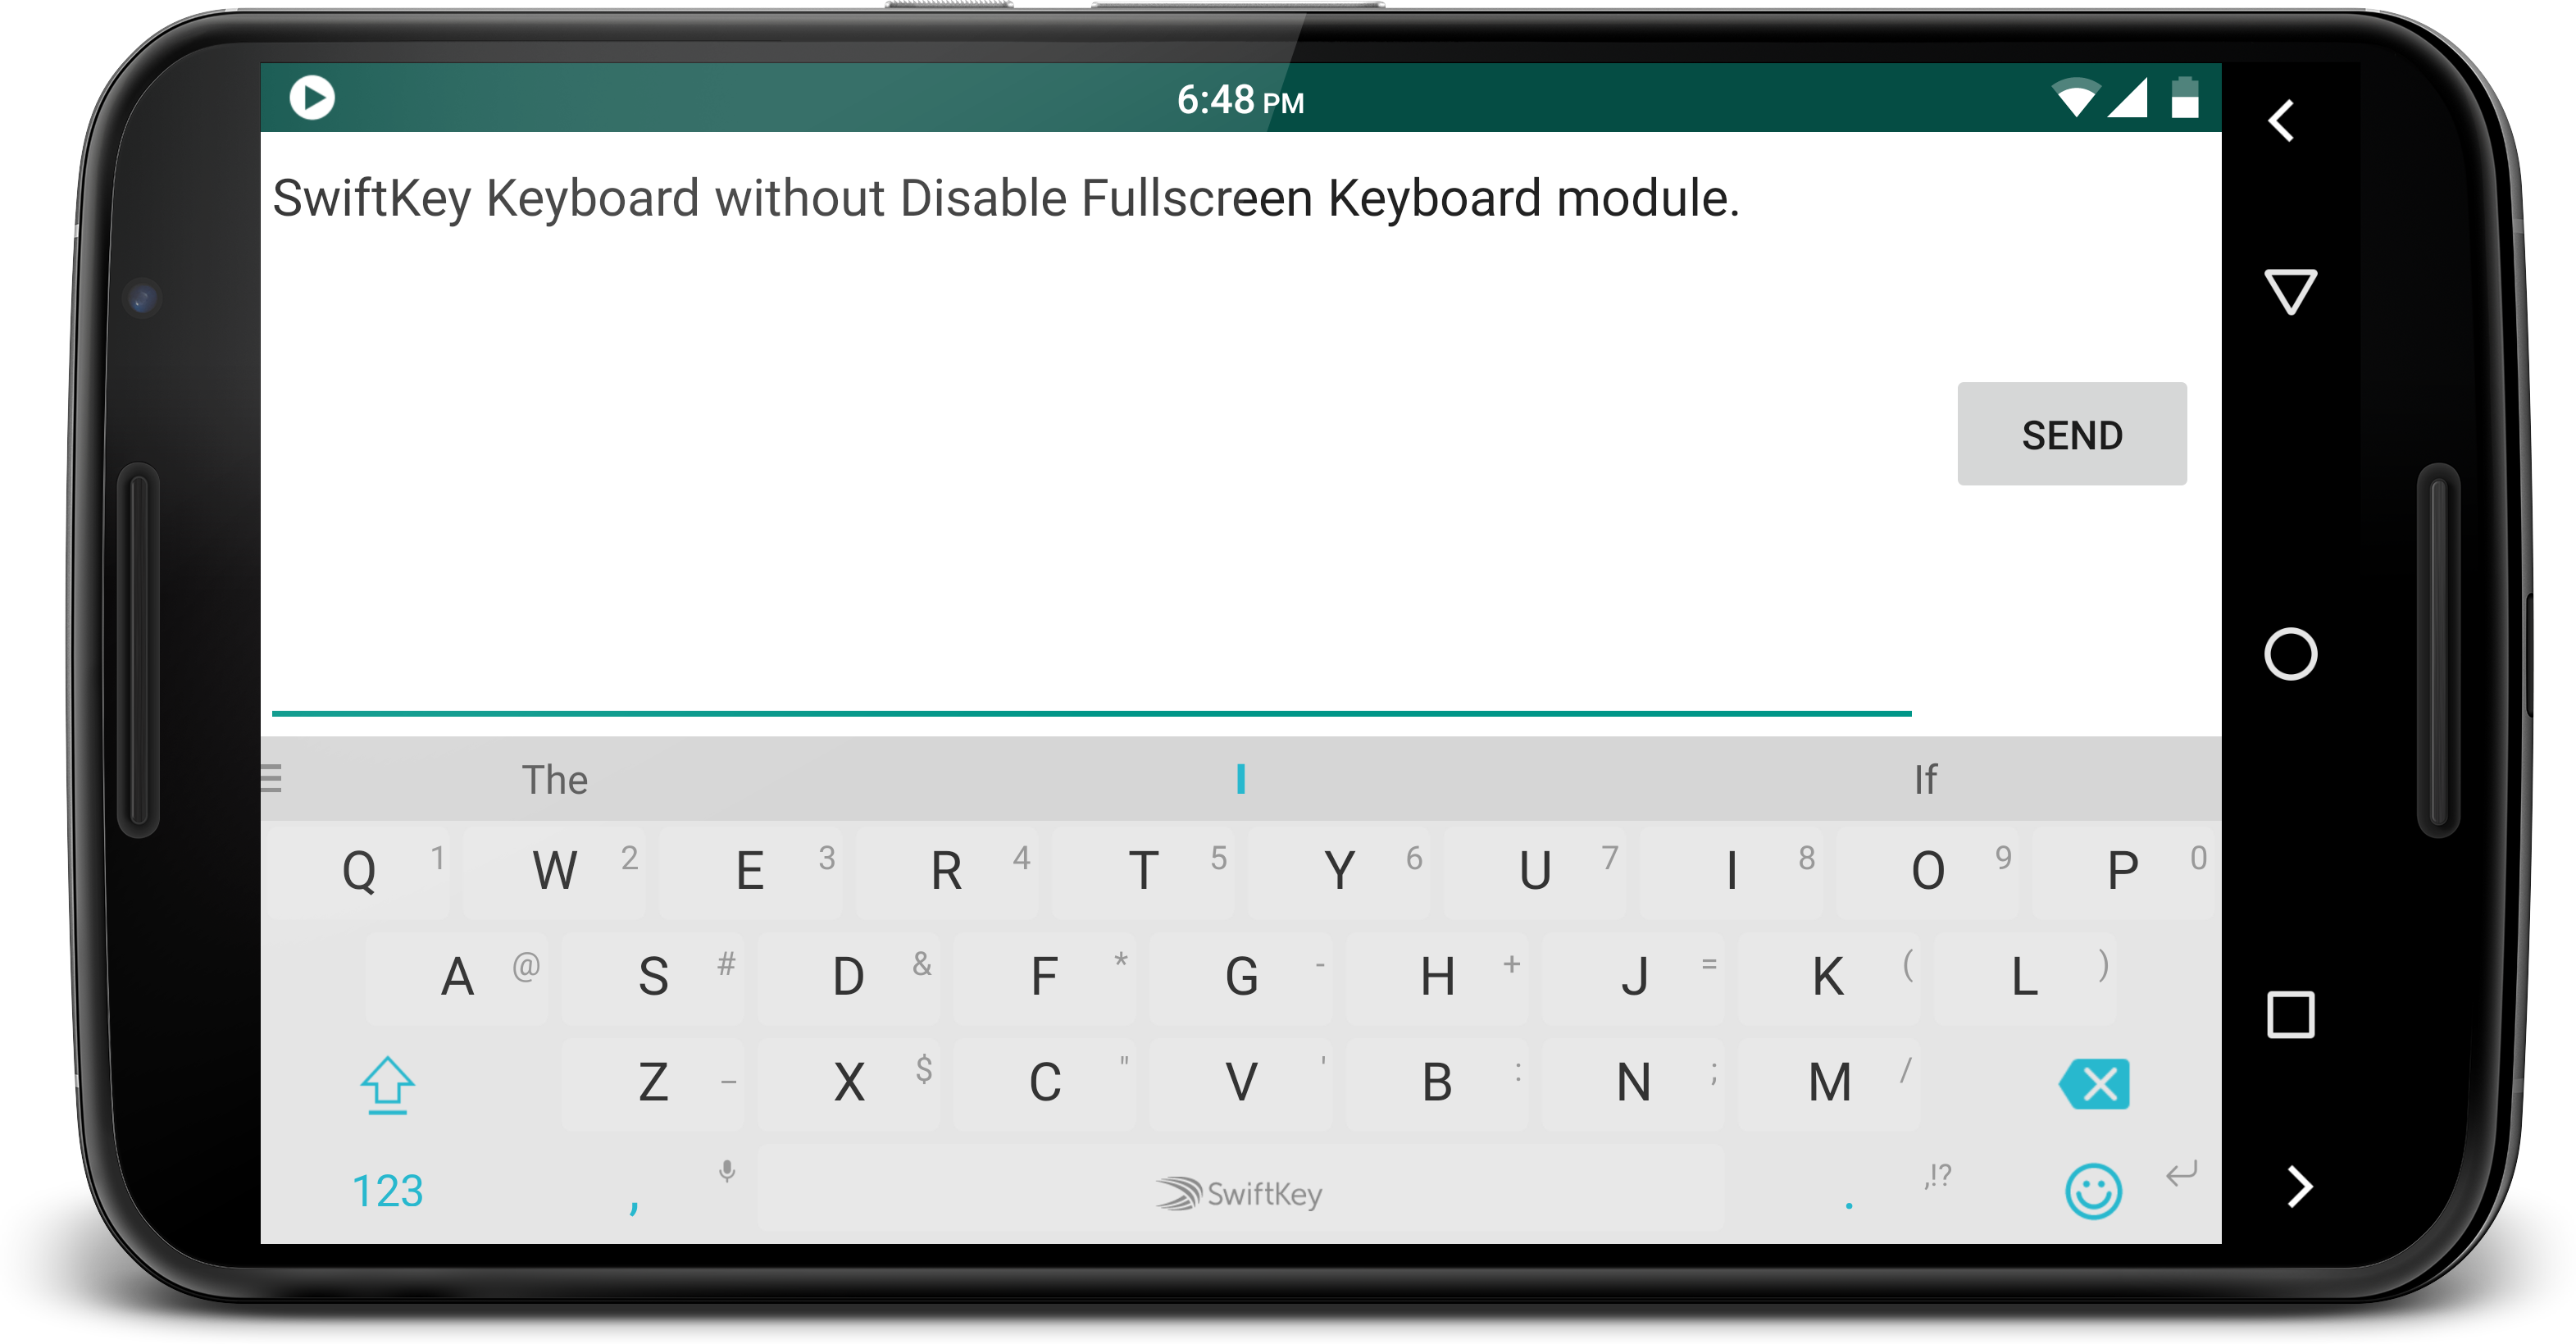 6:48 PM
SwiftKey Keyboard without Disable Fullscreen Keyboard module.
SEND
The I If
Q 1 W 2 E 3 R 4 T 5 Y 6 U 7 I 8 O 9 P 0
A @ S # D & F * G - H + J = K ( L )
Z _ X $ C " V ' B : N ; M / 
123 , SwiftKey . ,!?